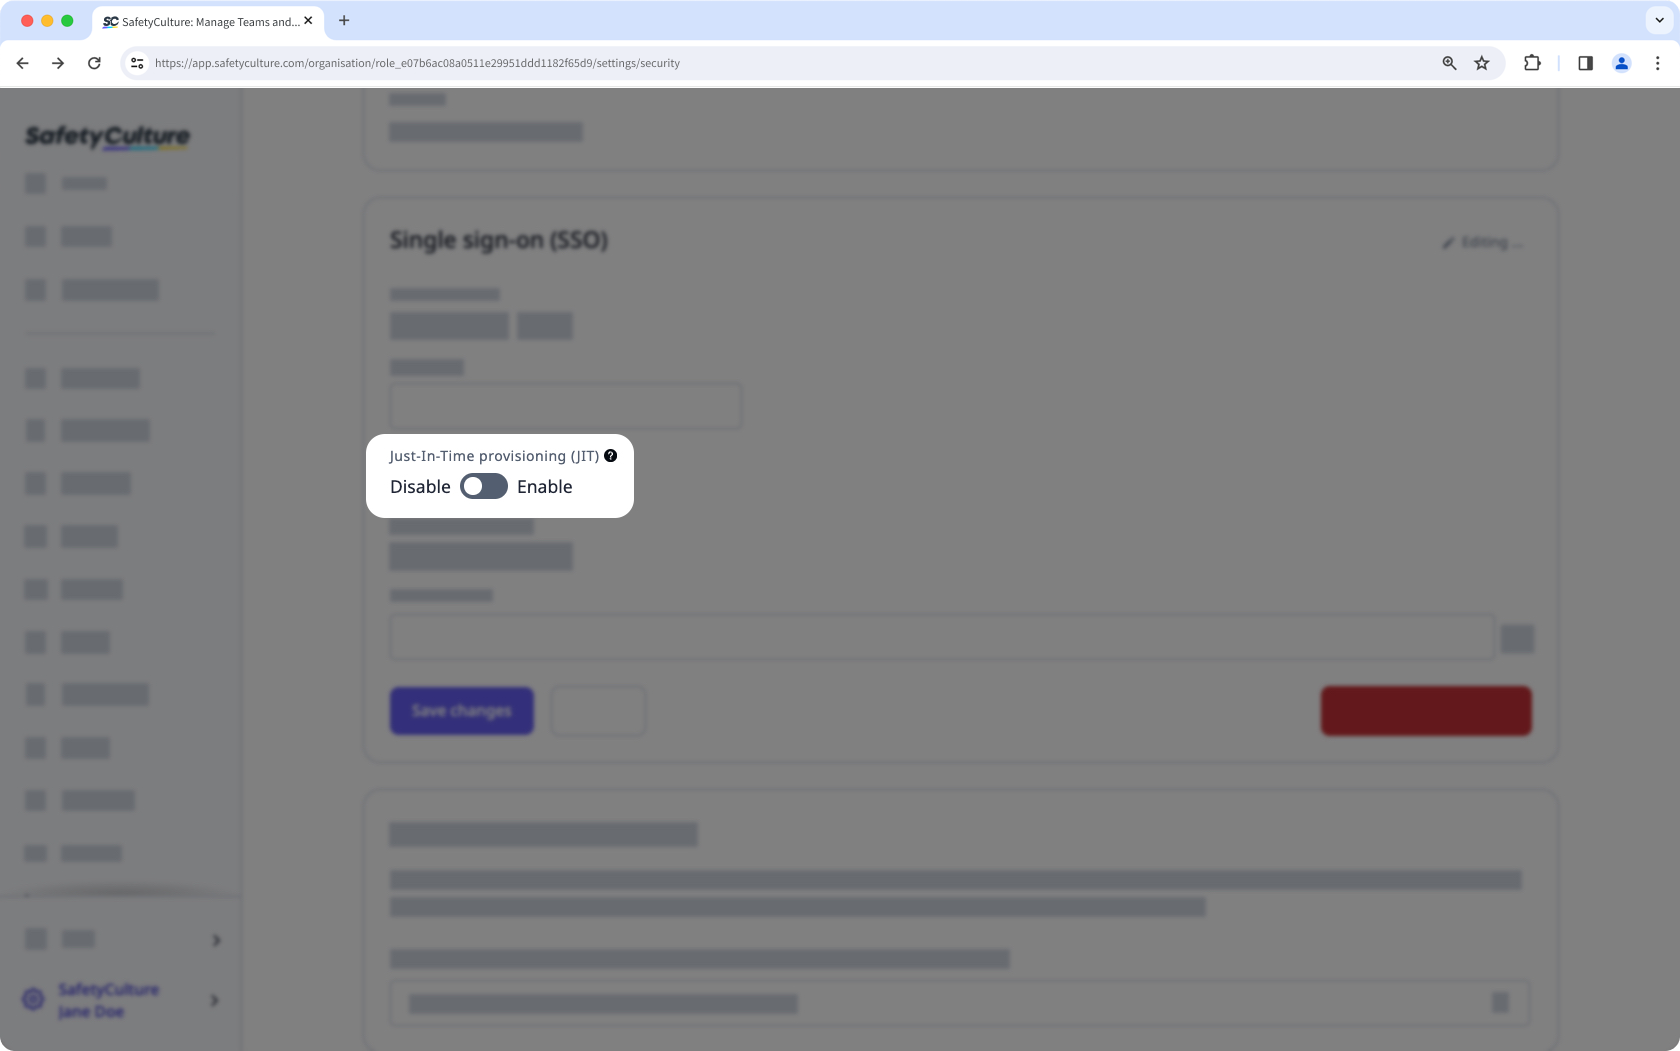 SC SafetyCulture: Manage Teams and...
https://app.safetyculture.com/organisation/role_e07b6ac08a0511e29951ddd1182f65d9/settings/security
SafetyCulture
Single sign-on (SSO)
Editing ...
Just-In-Time provisioning (JIT) ?
Disable Enable
Save changes
SafetyCulture
Jane Doe